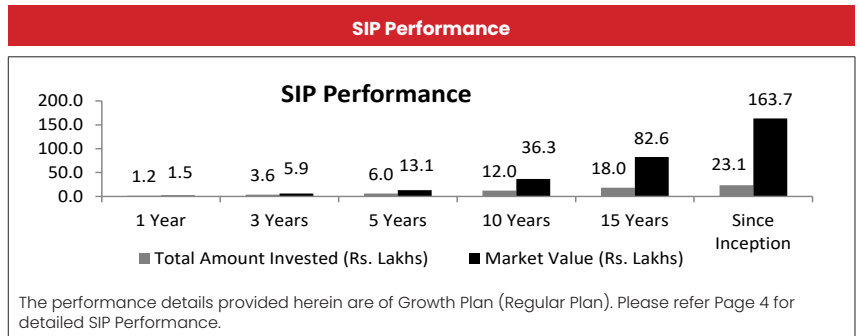 SIP Performance
SIP Performance
200.0
150.0
100.0
50.0
0.0
1.2 1.5 3.6 5.9 6.0 13.1 12.0 36.3 18.0 82.6 23.1 163.7
1 Year 3 Years 5 Years 10 Years 15 Years Since
Inception
Total Amount Invested (Rs. Lakhs) Market Value (Rs. Lakhs)
The performance details provided herein are of Growth Plan (Regular Plan). Please refer Page 4 for
detailed SIP Performance.